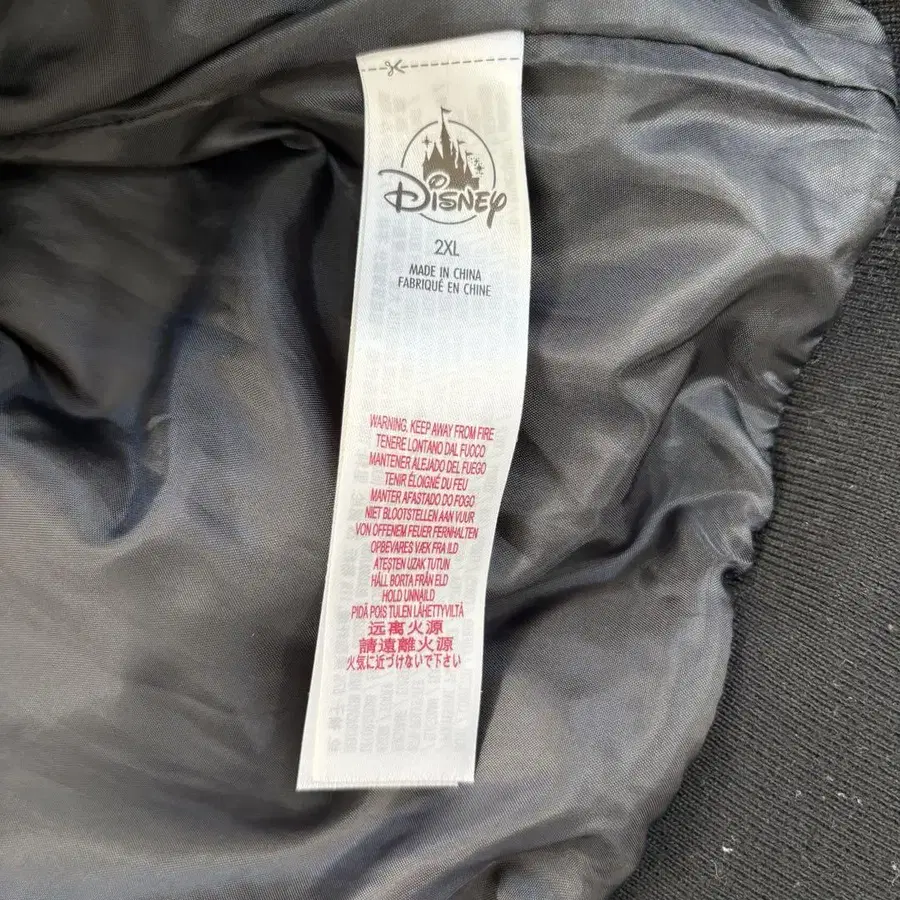 Disney
2XL
MADE IN CHINA
FABRIQUÉ EN CHINE
WARNING, KEEP AWAY FROM FIRE
TENERE LONTANO DAL FUOCO
MANTENER ALEJADO DEL FUEGO
TENIR ÉLOIGNÉ DU FEU
MANTER AFASTADO DO FOGO
NIET BLOOTSTELLEN AAN VUUR
VON OFFENEM FEUER FERNHALTEN
OPBEVARES VÆK FRA ILD
ATEŞTEN UZAK TUTUN
HÅLL BORTA FRÅN ELD
HOLD UNNA ILD
PIDÄ POIS TULEN LÄHETTYVILTÄ
远离火源
請遠離火源
火気に近づけないで下さい